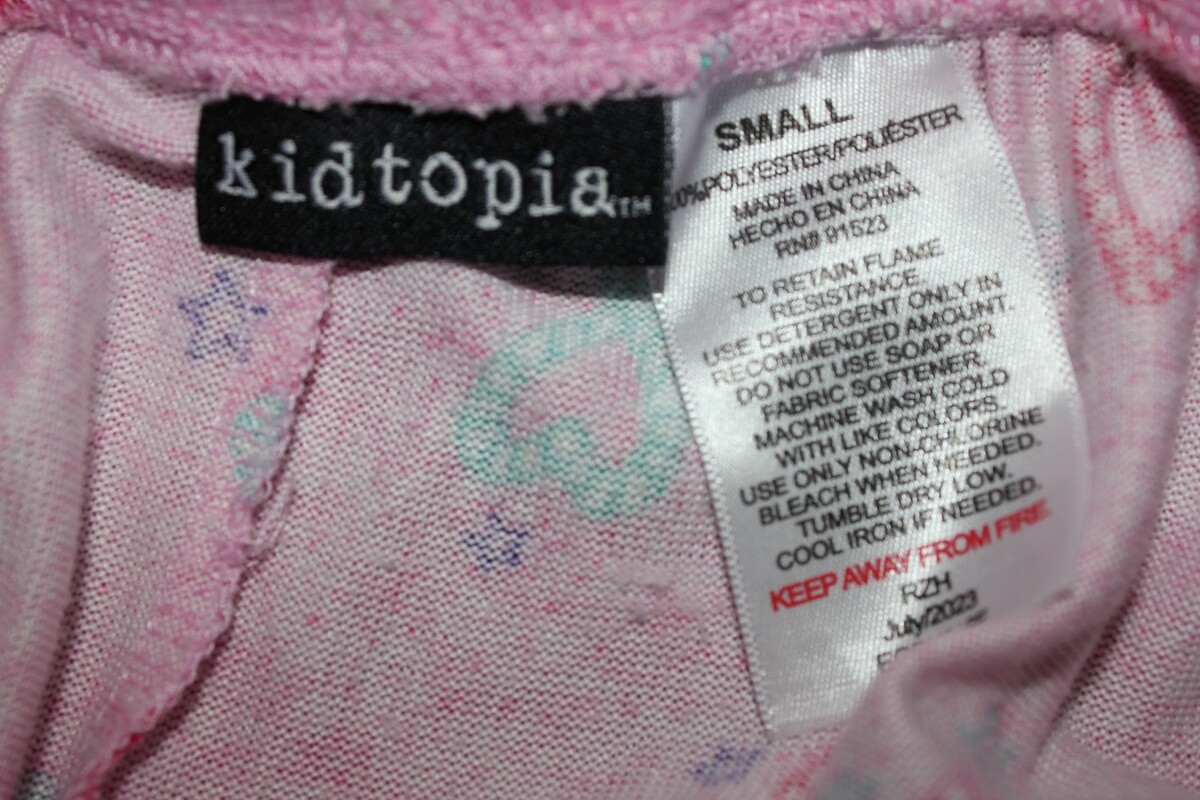 kidtopia™
SMALL
100%POLYESTER/POLIÉSTER
MADE IN CHINA
HECHO EN CHINA
RN# 91523
TO RETAIN FLAME
RESISTANCE
USE DETERGENT ONLY IN
RECOMMENDED AMOUNT.
DO NOT USE SOAP OR
FABRIC SOFTENER.
MACHINE WASH COLD
WITH LIKE COLORS.
USE ONLY NON-CHLORINE
BLEACH WHEN NEEDED.
TUMBLE DRY LOW.
COOL IRON IF NEEDED.
KEEP AWAY FROM FIRE.
RZH
July/2023